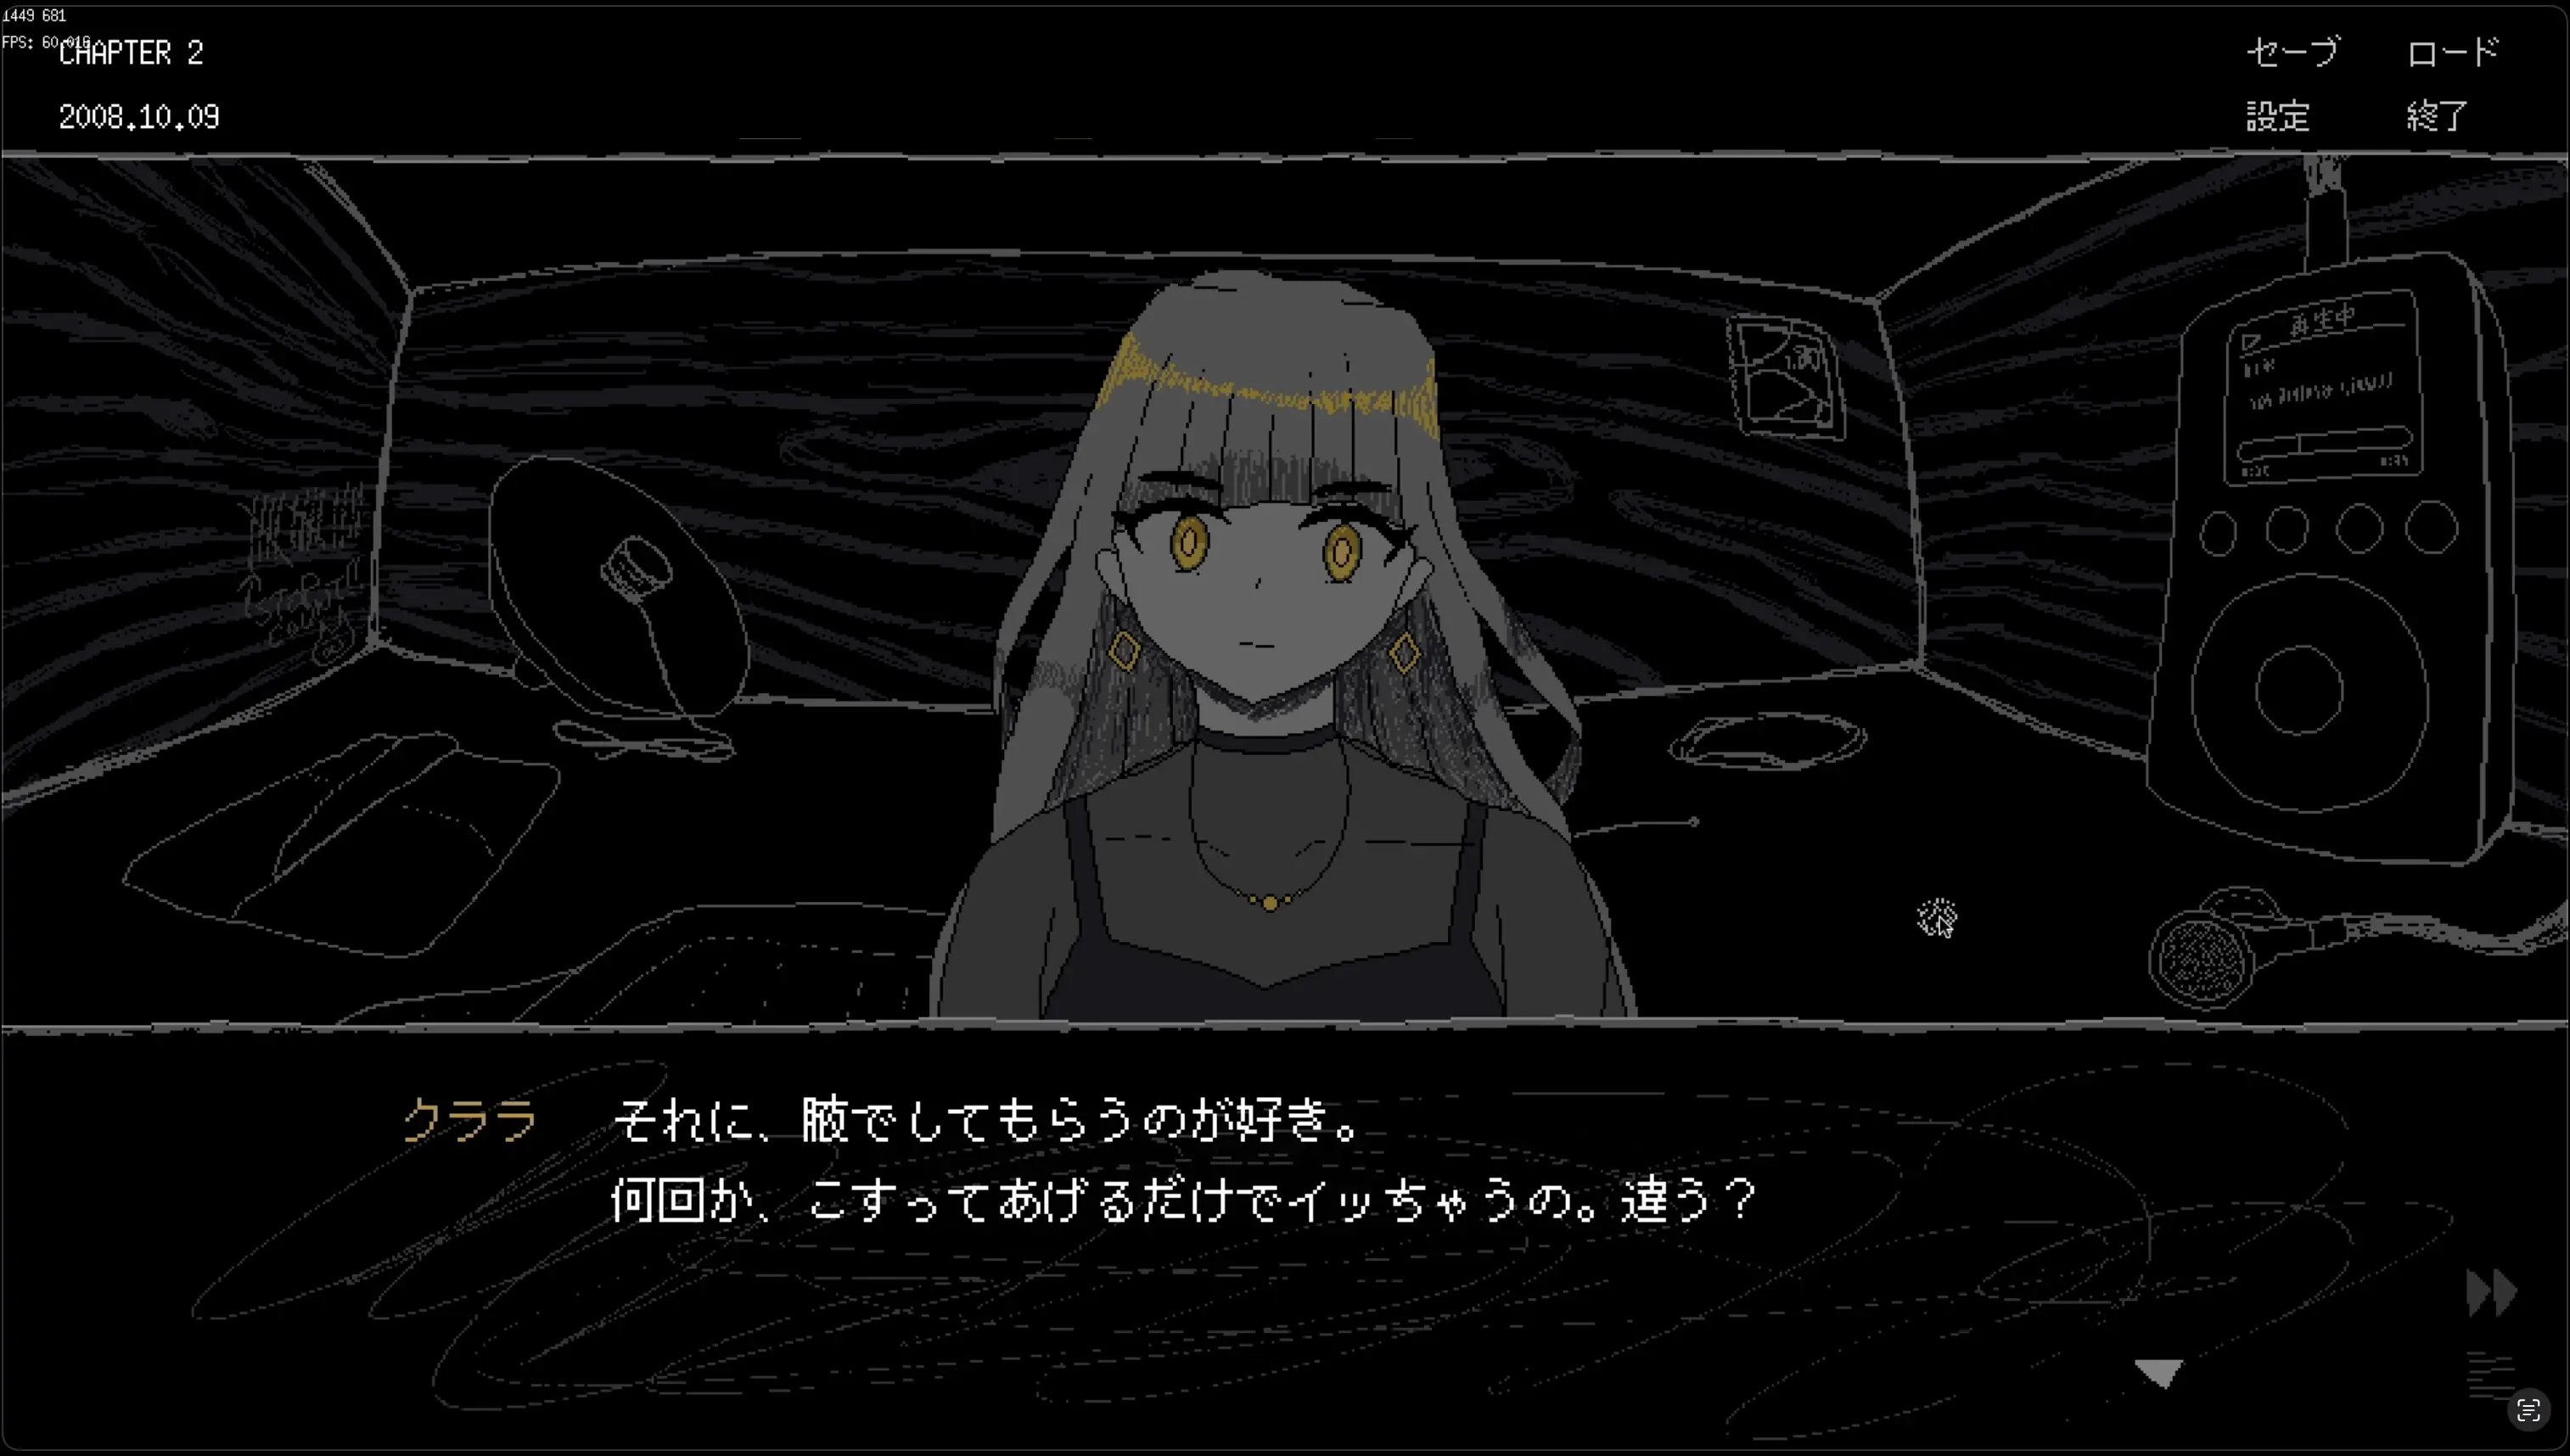 1449 681
FPS: 60.016
CHAPTER 2
2008.10.09
セーブ ロード
設定 終了
再生中
クララ
それに、腋でしてもらうのが好き。
何回か、こすってあげるだけでイッちゃうの。違う？